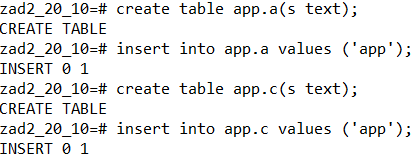 zad2_20_10=# create table app.a(s text);
CREATE TABLE
zad2_20_10=# insert into app.a values ('app');
INSERT 0 1
zad2_20_10=# create table app.c(s text);
CREATE TABLE
zad2_20_10=# insert into app.c values ('app');
INSERT 0 1